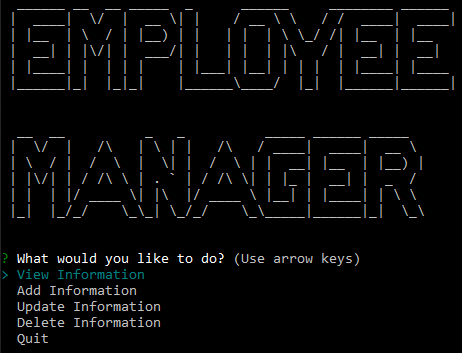 EMPLOYEE
MANAGER
? What would you like to do? (Use arrow keys)
> View Information
Add Information
Update Information
Delete Information
Quit